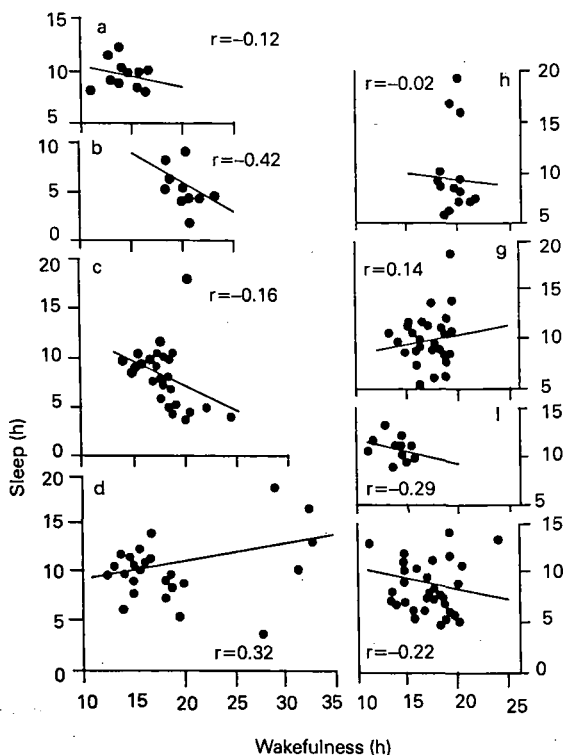 a
r=–0.12
15
10
5
b
r=–0.42
10
5
0
c
r=–0.16
20
15
10
5
0
d
r=0.32
20
15
10
5
0
10 15 20 25 30 35
h
r=–0.02
20
15
10
5
g
r=0.14
20
15
10
5
I
r=–0.29
15
10
5
r=–0.22
15
10
5
0
10 15 20 25
Sleep (h)
Wakefulness (h)